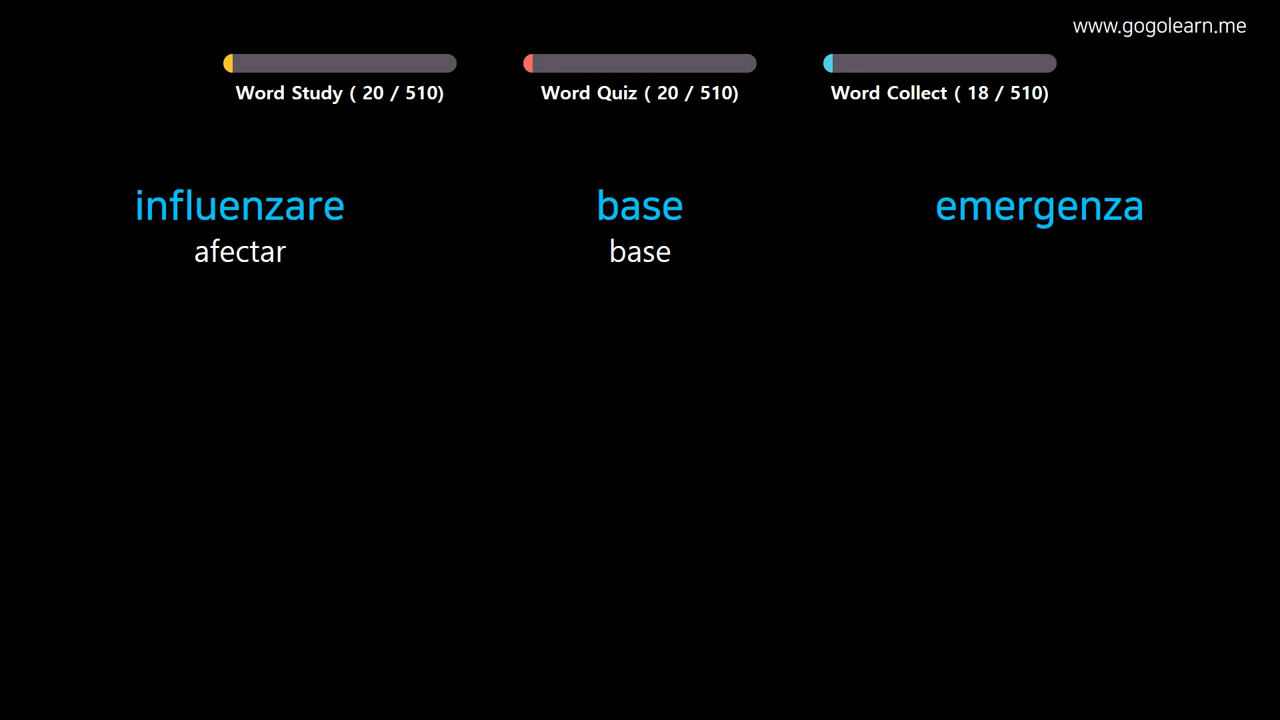 www.gogolearn.me
Word Study ( 20 / 510)
Word Quiz ( 20 / 510)
Word Collect ( 18 / 510)
influenzare
afectar
base
base
emergenza